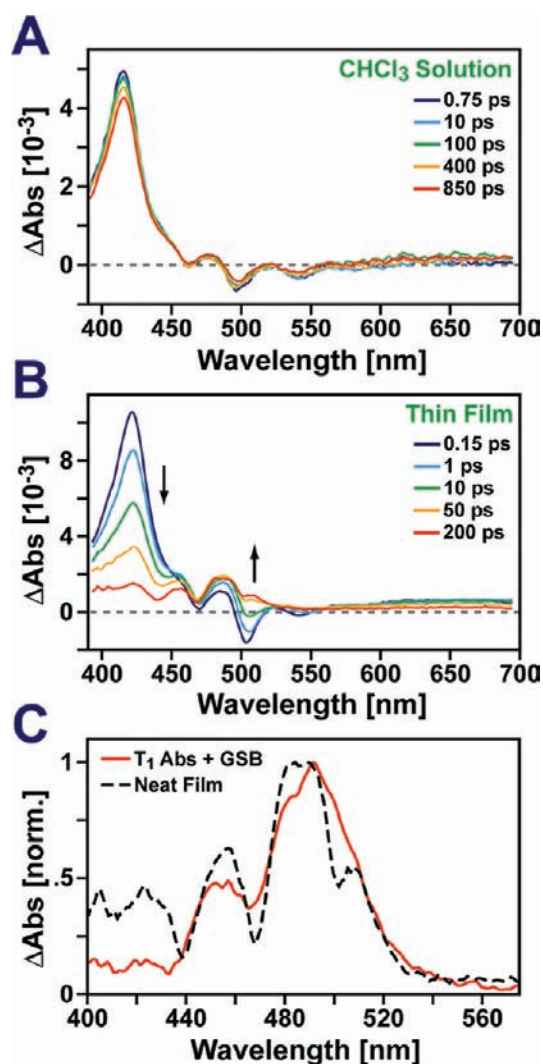 A
CHCl3 Solution
0.75 ps
10 ps
100 ps
400 ps
850 ps
ΔAbs [10-3]
4
2
0
400 450 500 550 600 650 700
Wavelength [nm]
B
Thin Film
0.15 ps
1 ps
10 ps
50 ps
200 ps
ΔAbs [10-3]
8
4
0
400 450 500 550 600 650 700
Wavelength [nm]
C
T1 Abs + GSB
Neat Film
ΔAbs [norm.]
1
.5
0
400 440 480 520 560
Wavelength [nm]